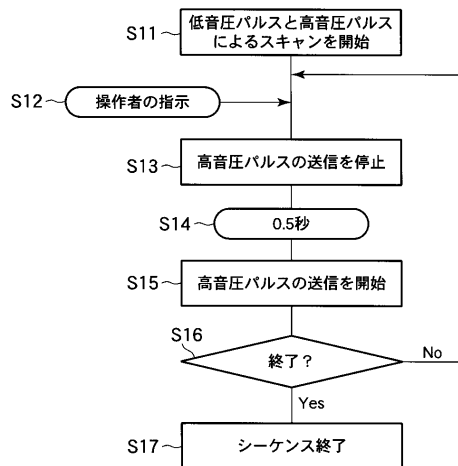 S11
低音圧パルスと高音圧パルス
によるスキャンを開始
S12
操作者の指示
S13
高音圧パルスの送信を停止
S14
0.5秒
S15
高音圧パルスの送信を開始
S16
終了？
No
Yes
S17
シーケンス終了